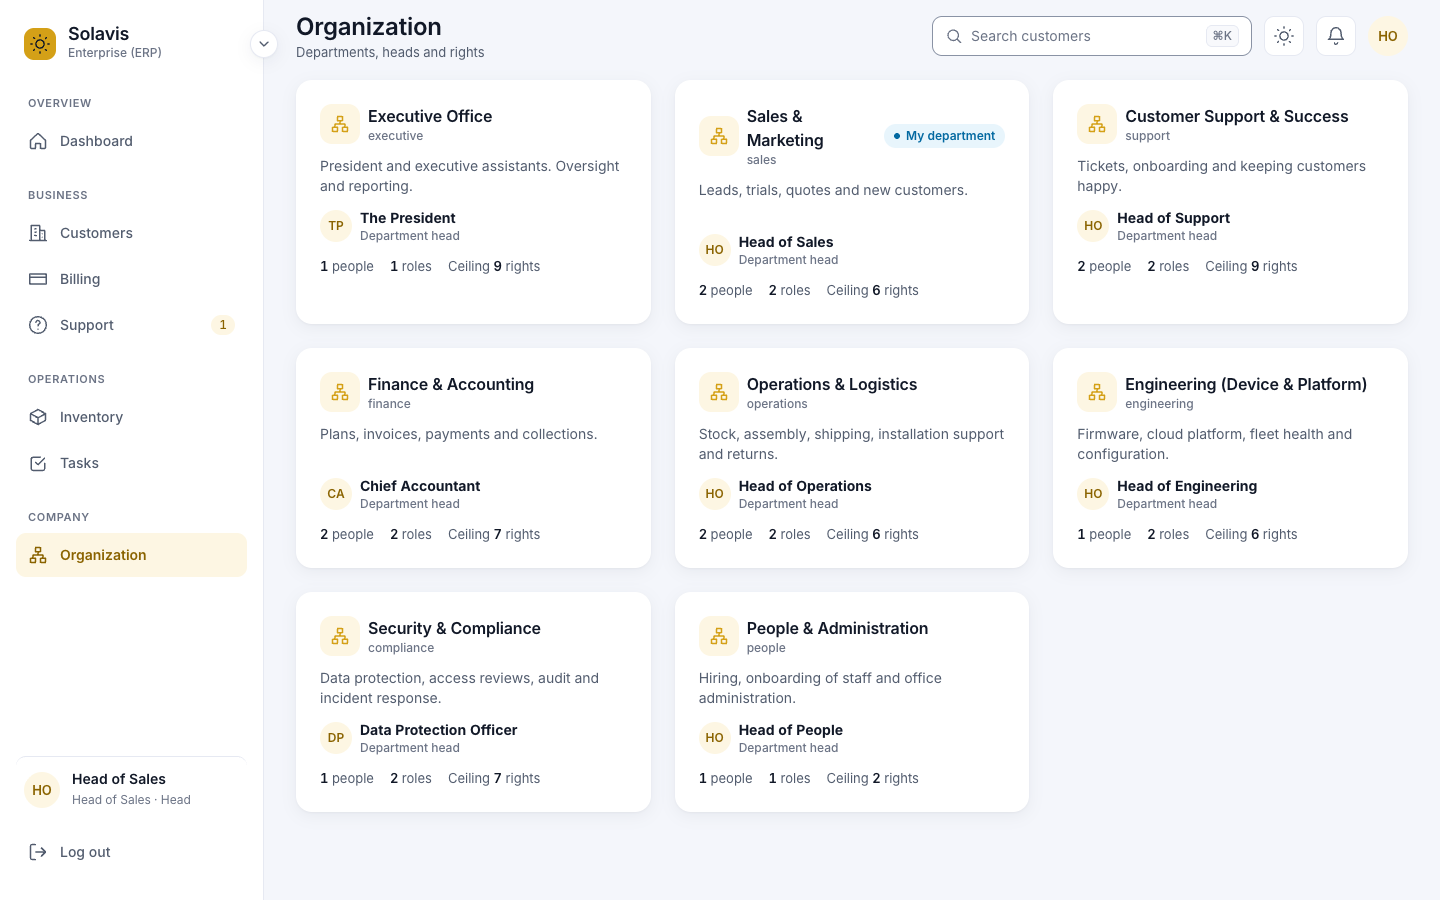 Solavis
Enterprise (ERP)
OVERVIEW
Dashboard
BUSINESS
Customers
Billing
Support
1
OPERATIONS
Inventory
Tasks
COMPANY
Organization
HO
Head of Sales
Head of Sales · Head
Log out
Organization
Departments, heads and rights
Search customers
⌘K
HO
Executive Office
executive
President and executive assistants. Oversight
and reporting.
TP
The President
Department head
1 people 1 roles Ceiling 9 rights
Sales &
Marketing
sales
My department
Leads, trials, quotes and new customers.
HO
Head of Sales
Department head
2 people 2 roles Ceiling 6 rights
Customer Support & Success
support
Tickets, onboarding and keeping customers
happy.
HO
Head of Support
Department head
2 people 2 roles Ceiling 9 rights
Finance & Accounting
finance
Plans, invoices, payments and collections.
CA
Chief Accountant
Department head
2 people 2 roles Ceiling 7 rights
Operations & Logistics
operations
Stock, assembly, shipping, installation support
and returns.
HO
Head of Operations
Department head
2 people 2 roles Ceiling 6 rights
Engineering (Device & Platform)
engineering
Firmware, cloud platform, fleet health and
configuration.
HO
Head of Engineering
Department head
1 people 2 roles Ceiling 6 rights
Security & Compliance
compliance
Data protection, access reviews, audit and
incident response.
DP
Data Protection Officer
Department head
1 people 2 roles Ceiling 7 rights
People & Administration
people
Hiring, onboarding of staff and office
administration.
HO
Head of People
Department head
1 people 1 roles Ceiling 2 rights